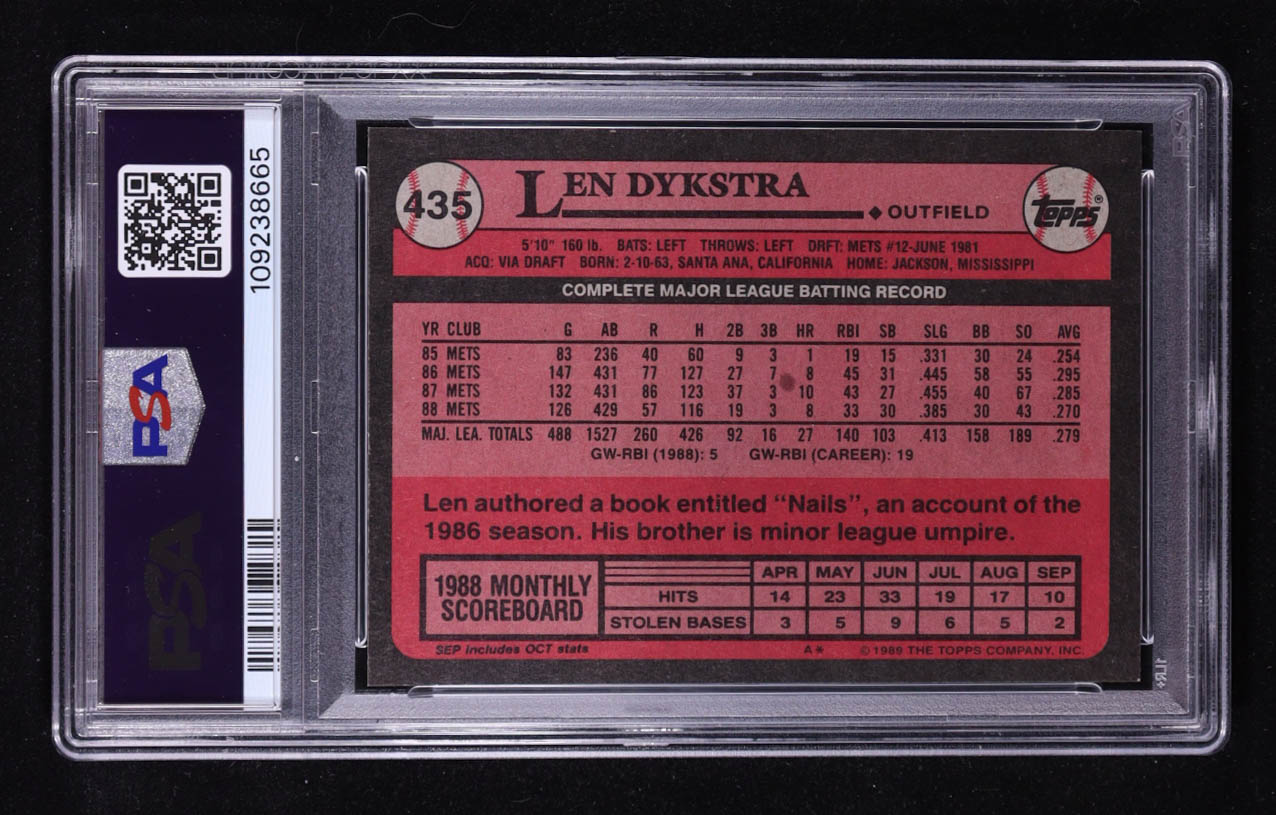 435
LEN DYKSTRA
◆ OUTFIELD
TOPPS®
5'10" 160 lb. BATS: LEFT THROWS: LEFT DRFT: METS #12-JUNE 1981
ACQ: VIA DRAFT BORN: 2-10-63, SANTA ANA, CALIFORNIA HOME: JACKSON, MISSISSIPPI
COMPLETE MAJOR LEAGUE BATTING RECORD
YR CLUB G AB R H 2B 3B HR RBI SB SLG BB SO AVG
85 METS 83 236 40 60 9 3 1 19 15 .331 30 24 .254
86 METS 147 431 77 127 27 7 8 45 31 .445 58 55 .295
87 METS 132 431 86 123 37 3 10 43 27 .455 40 67 .285
88 METS 126 429 57 116 19 3 8 33 30 .385 30 43 .270
MAJ. LEA. TOTALS 488 1527 260 426 92 16 27 140 103 .413 158 189 .279
GW-RBI (1988): 5 GW-RBI (CAREER): 19
Len authored a book entitled "Nails", an account of the
1986 season. His brother is minor league umpire.
1988 MONTHLY
SCOREBOARD
APR MAY JUN JUL AUG SEP
HITS 14 23 33 19 17 10
STOLEN BASES 3 5 9 6 5 2
SEP includes OCT stats
A* © 1989 THE TOPPS COMPANY, INC.
109238665
PSA
PSA
PSA
1LR+